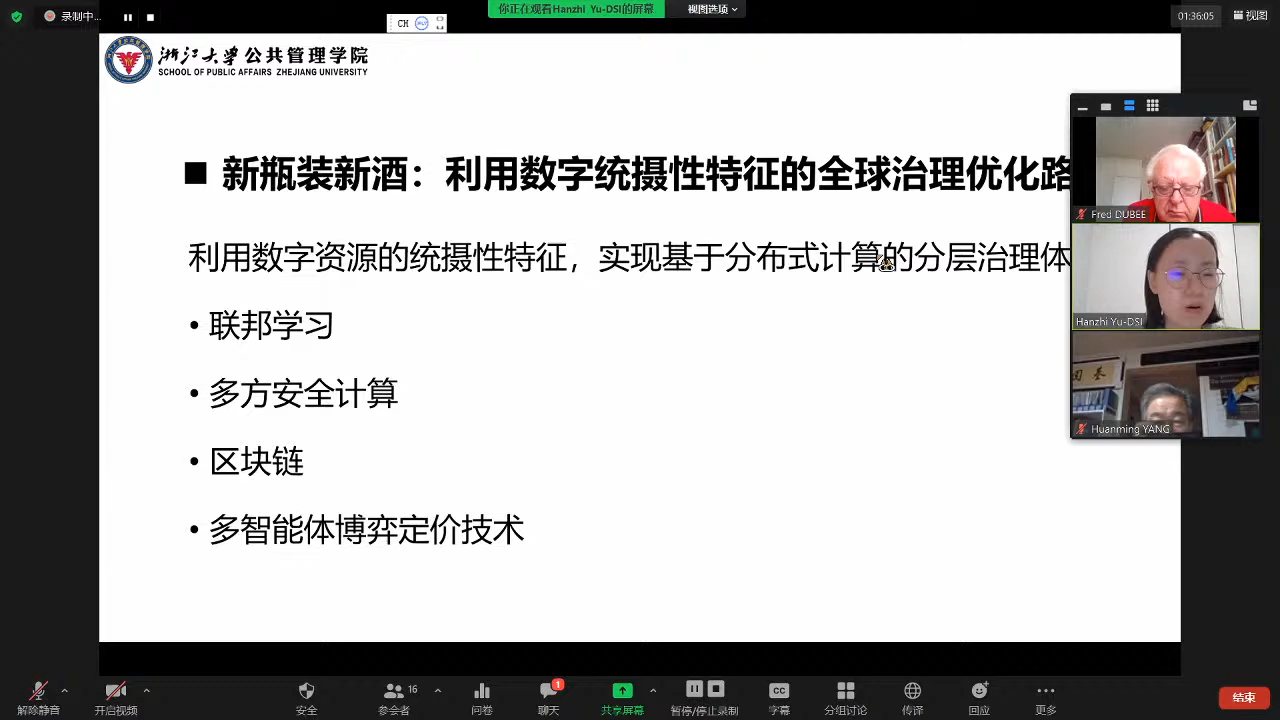 录制中...
CH
你正在观看Hanzhi Yu-DSI的屏幕
视图选项
01:36:05
视图
浙江大学公共管理学院
SCHOOL OF PUBLIC AFFAIRS ZHEJIANG UNIVERSITY
■ 新瓶装新酒：利用数字统摄性特征的全球治理优化路
利用数字资源的统摄性特征，实现基于分布式计算的分层治理体
• 联邦学习
• 多方安全计算
• 区块链
• 多智能体博弈定价技术
Fred DUBEE
Hanzhi Yu-DSI
Huanming YANG
解除静音
开启视频
安全
16
参会者
问卷
1
聊天
共享屏幕
暂停/停止录制
CC
字幕
分组讨论
传译
回应
更多
结束